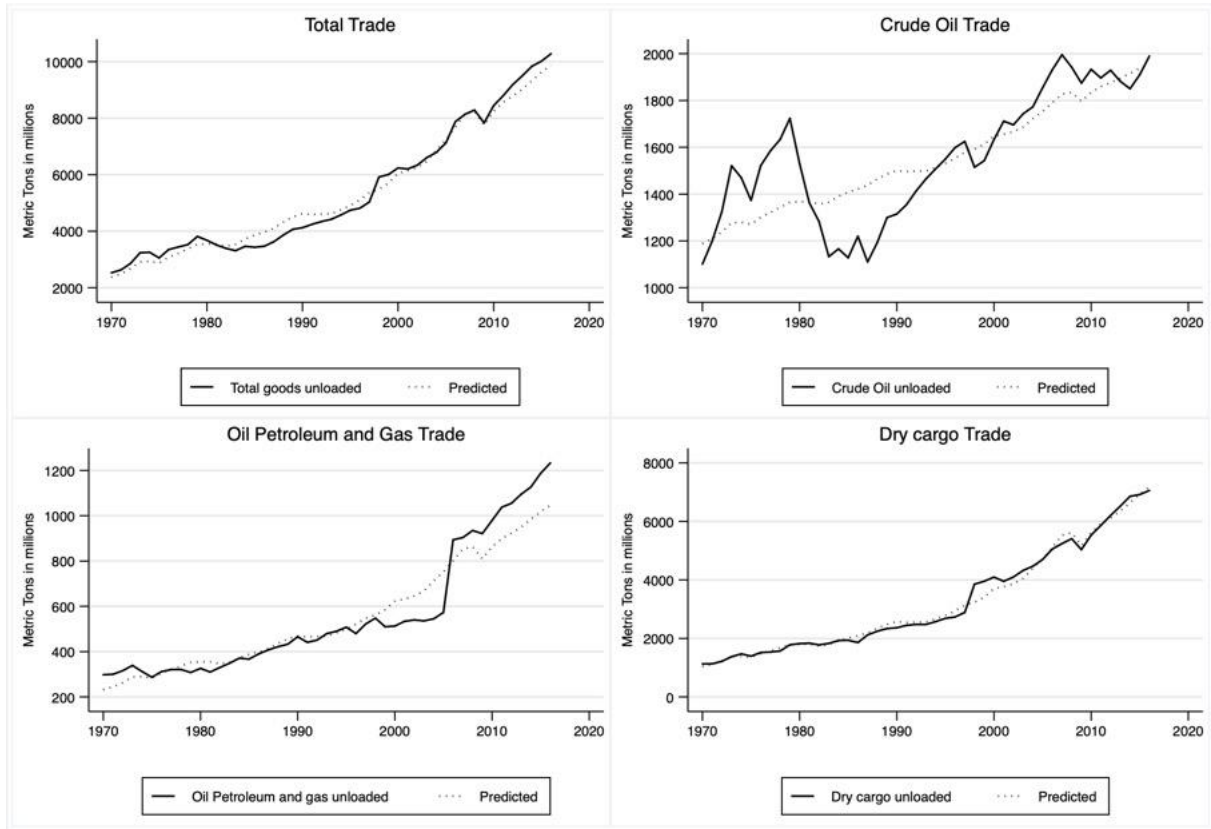 Total Trade
Metric Tons in millions
10000
8000
6000
4000
2000
1970 1980 1990 2000 2010 2020
Total goods unloaded Predicted
Crude Oil Trade
Metric Tons in millions
2000
1800
1600
1400
1200
1000
1970 1980 1990 2000 2010 2020
Crude Oil unloaded Predicted
Oil Petroleum and Gas Trade
Metric Tons in millions
1200
1000
800
600
400
200
1970 1980 1990 2000 2010 2020
Oil Petroleum and gas unloaded Predicted
Dry cargo Trade
Metric Tons in millions
8000
6000
4000
2000
0
1970 1980 1990 2000 2010 2020
Dry cargo unloaded Predicted